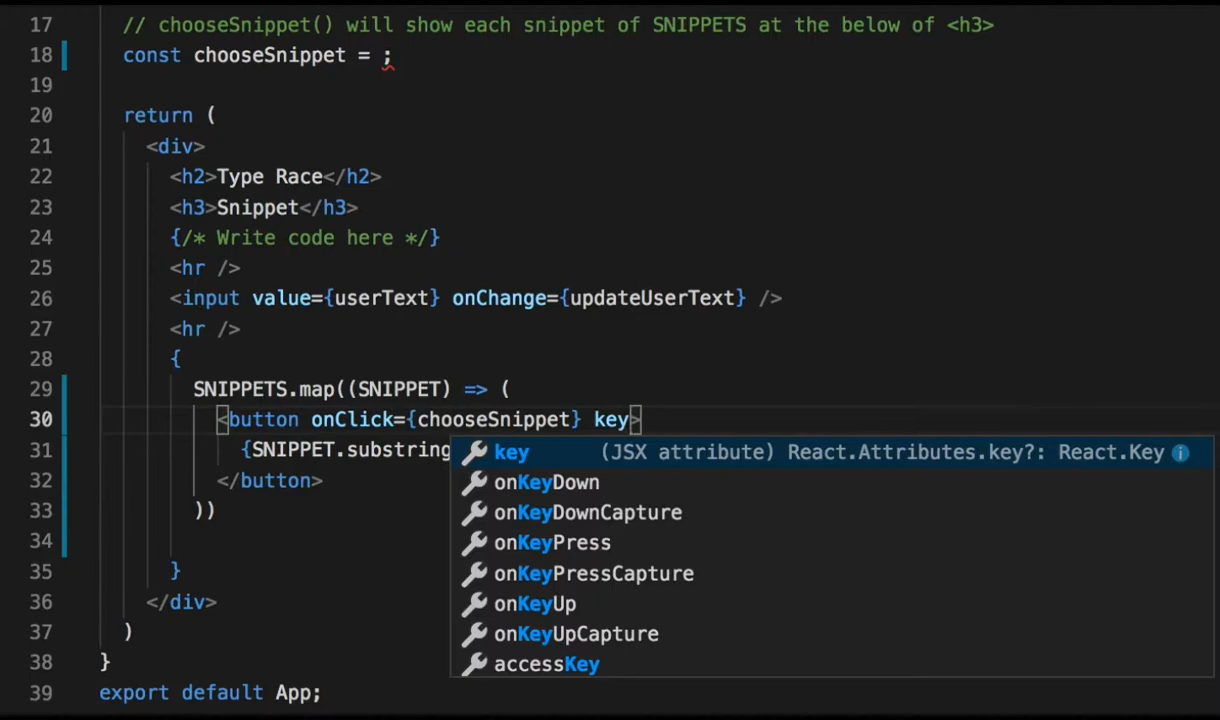 17 // chooseSnippet() will show each snippet of SNIPPETS at the below of <h3>
18 const chooseSnippet = ;
19
20 return (
21 <div>
22 <h2>Type Race</h2>
23 <h3>Snippet</h3>
24 {/* Write code here */}
25 <hr />
26 <input value={userText} onChange={updateUserText} />
27 <hr />
28 {
29 SNIPPETS.map((SNIPPET) => (
30 <button onClick={chooseSnippet} key>
31 {SNIPPET.substring
key (JSX attribute) React.Attributes.key?: React.Key
32 </button>
onKeyDown
33 ))
onKeyDownCapture
34
onKeyPress
35 }
onKeyPressCapture
36 </div>
onKeyUp
37 )
onKeyUpCapture
38 }
accessKey
39 export default App;